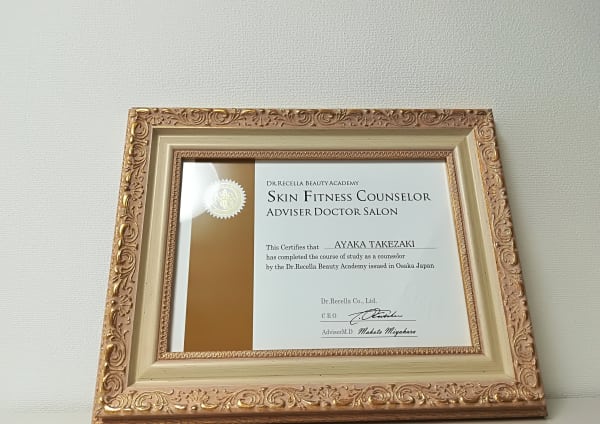 DR.RECELLA BEAUTY ACADEMY
SKIN FITNESS COUNSELOR
ADVISER DOCTOR SALON
This Certifies that AYAKA TAKEZAKI
has completed the course of study as a counselor
by the Dr.Recella Beauty Academy issued in Osaka Japan
Dr.Recella Co., Ltd.
C E O
Adviser M.D. Makoto Miyahara